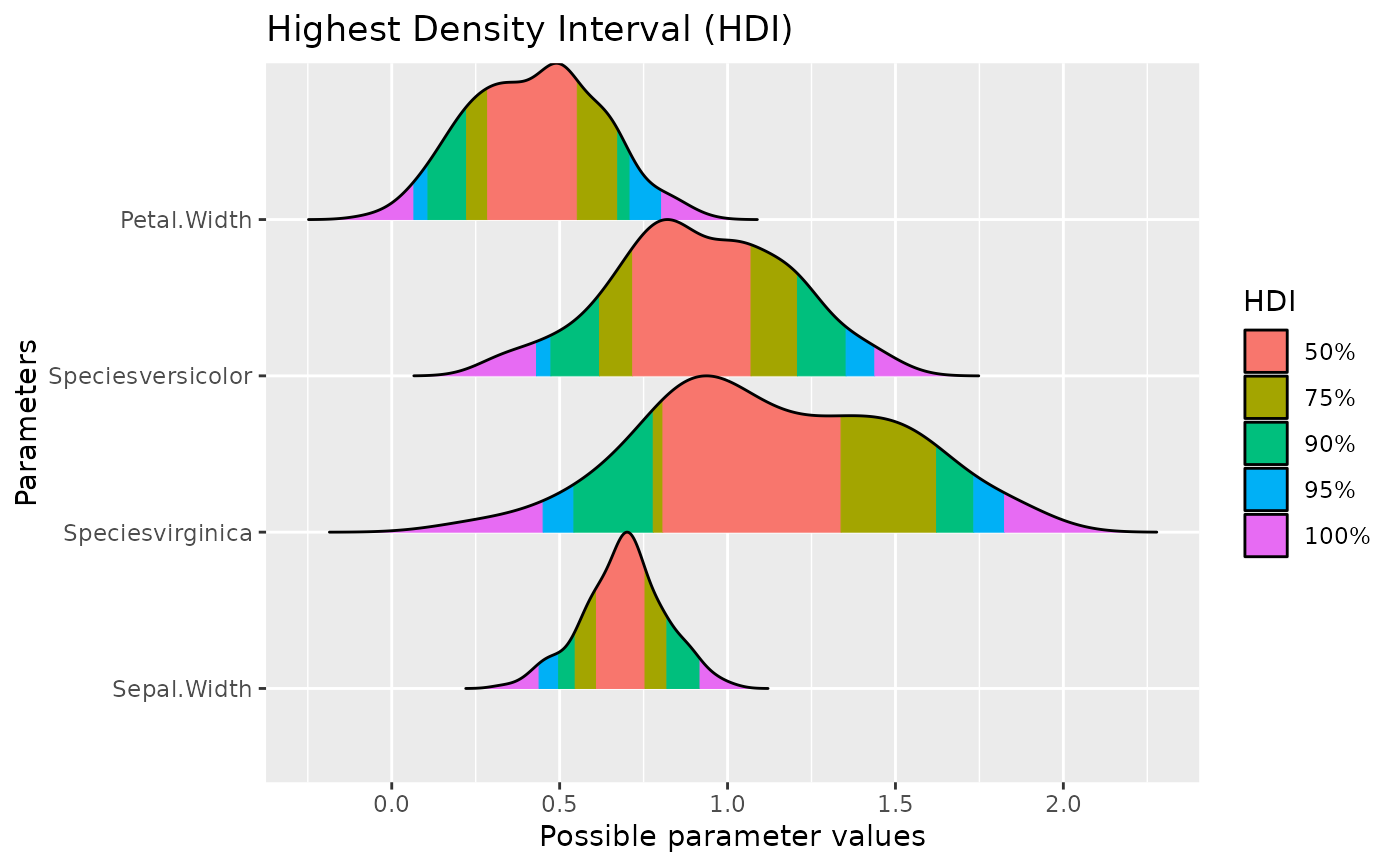 Highest Density Interval (HDI)
Parameters
Petal.Width
Speciesversicolor
Speciesvirginica
Sepal.Width
0.0 0.5 1.0 1.5 2.0
Possible parameter values
HDI
50%
75%
90%
95%
100%